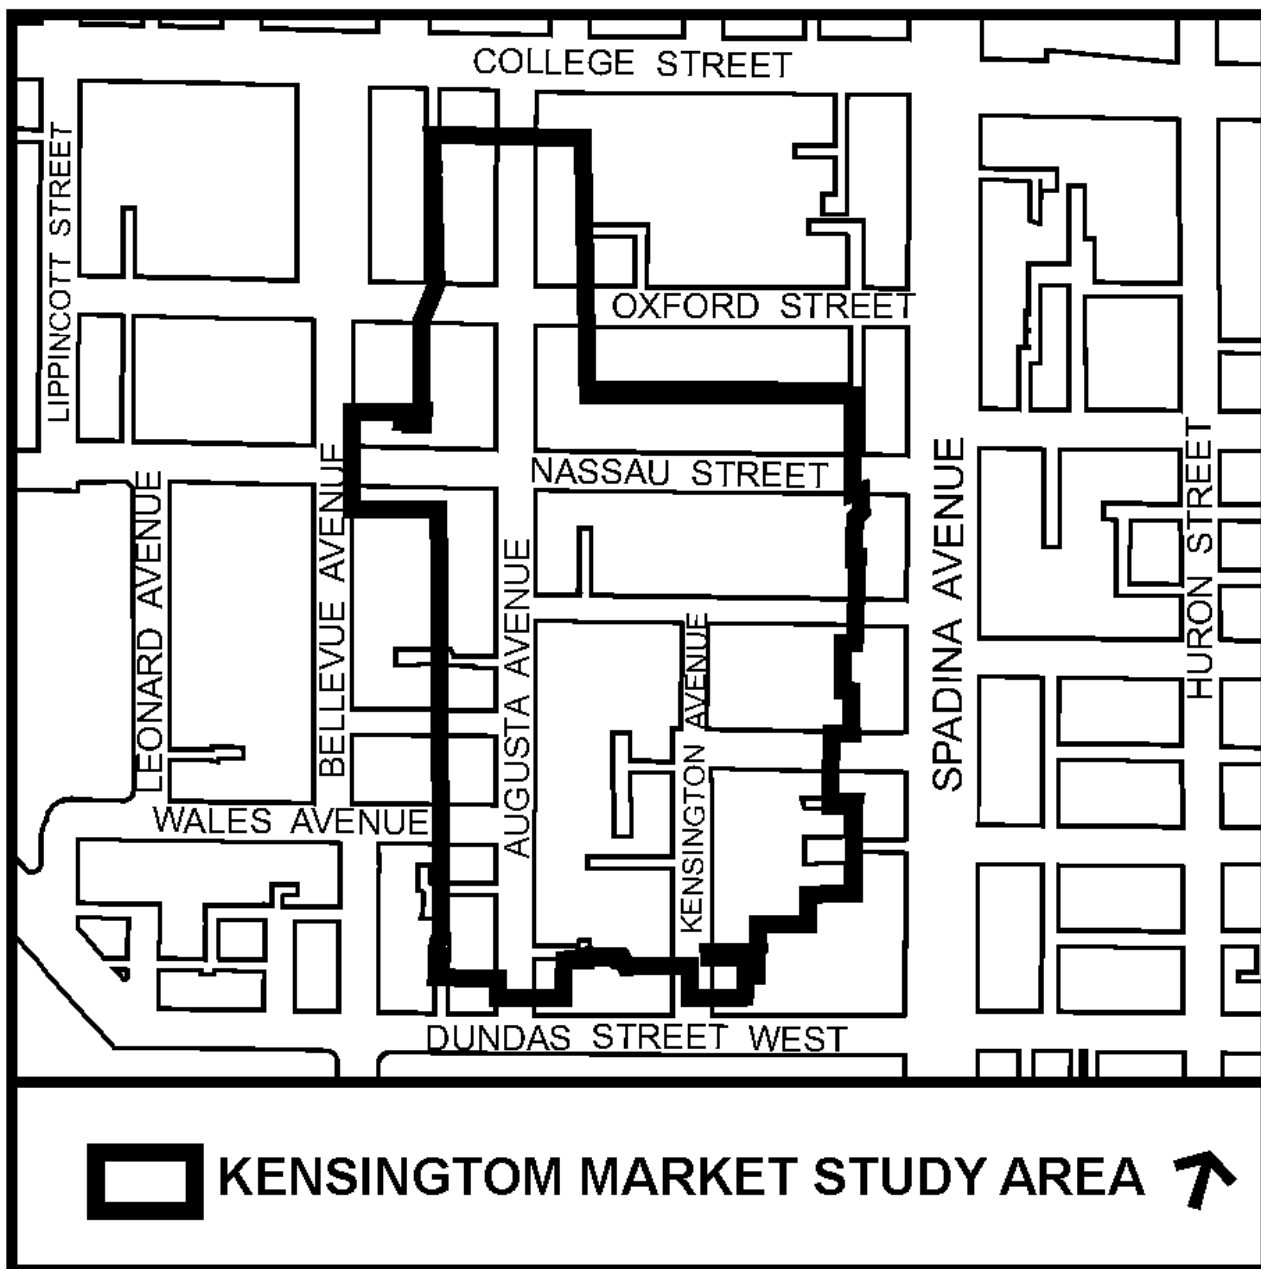 COLLEGE STREET
LIPPINCOTT STREET
OXFORD STREET
NASSAU STREET
LEONARD AVENUE
BELLEVUE AVENUE
AUGUSTA AVENUE
KENSINGTON AVENUE
SPADINA AVENUE
HURON STREET
WALES AVENUE
DUNDAS STREET WEST
KENSINGTOM MARKET STUDY AREA